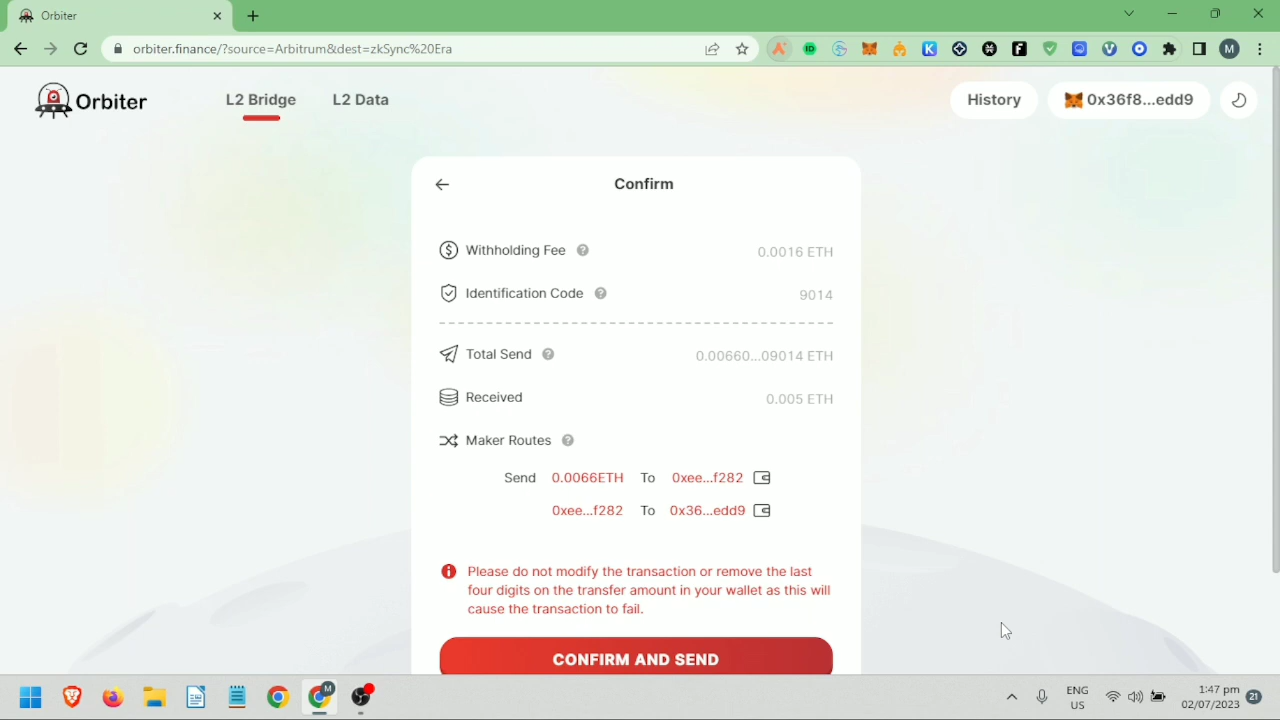 Orbiter
orbiter.finance/?source=Arbitrum&dest=zkSync%20Era
M
Orbiter
L2 Bridge
L2 Data
History
0x36f8...edd9
Confirm
Withholding Fee
0.0016 ETH
Identification Code
9014
Total Send
0.00660...09014 ETH
Received
0.005 ETH
Maker Routes
Send 0.0066ETH To 0xee...f282
0xee...f282 To 0x36...edd9
Please do not modify the transaction or remove the last
four digits on the transfer amount in your wallet as this will
cause the transaction to fail.
CONFIRM AND SEND
M
ENG
US
1:47 pm
02/07/2023
21